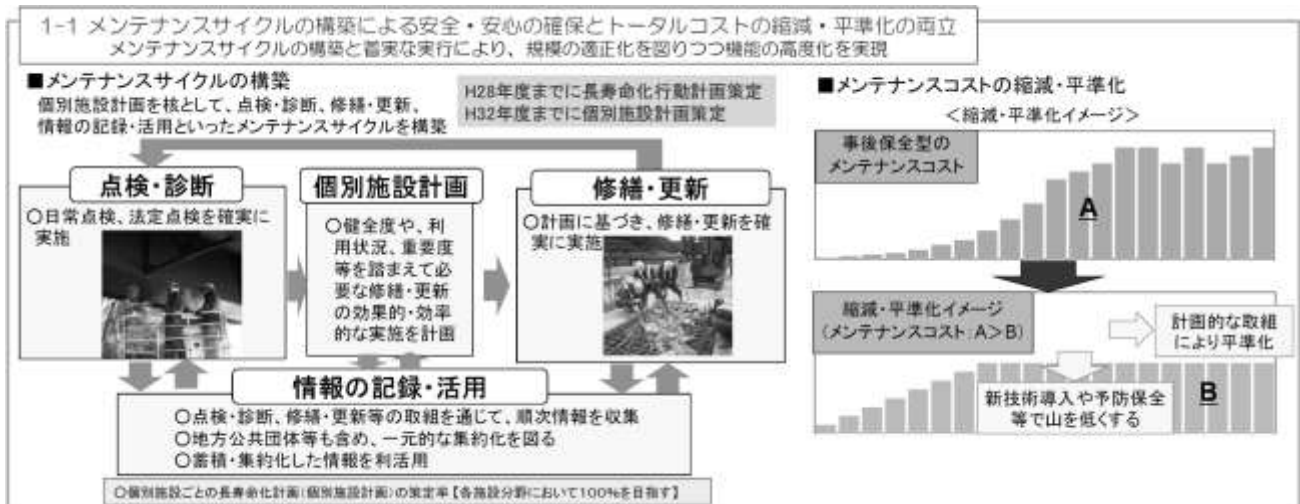 1-1 メンテナンスサイクルの構築による安全・安心の確保とトータルコストの縮減・平準化の両立
メンテナンスサイクルの構築と着実な実行により、規模の適正化を図りつつ機能の高度化を実現
■メンテナンスサイクルの構築
個別施設計画を核として、点検・診断、修繕・更新、
情報の記録・活用といったメンテナンスサイクルを構築
H28年度までに長寿命化行動計画策定
H32年度までに個別施設計画策定
点検・診断
○日常点検、法定点検を確実に
実施
個別施設計画
○健全度や、利
用状況、重要度
等を踏まえて必
要な修繕・更新
の効果的・効率
的な実施を計画
修繕・更新
○計画に基づき、修繕・更新を確
実に実施
情報の記録・活用
○点検・診断、修繕・更新等の取組を通じて、順次情報を収集
○地方公共団体等も含め、一元的な集約化を図る
○蓄積・集約化した情報を利活用
○個別施設ごとの長寿命化計画(個別施設計画)の策定率【各施設分野において100%を目指す】
■メンテナンスコストの縮減・平準化
<縮減・平準化イメージ>
事後保全型の
メンテナンスコスト
A
縮減・平準化イメージ
(メンテナンスコスト:A>B)
計画的な取組
により平準化
新技術導入や予防保全
等で山を低くする
B